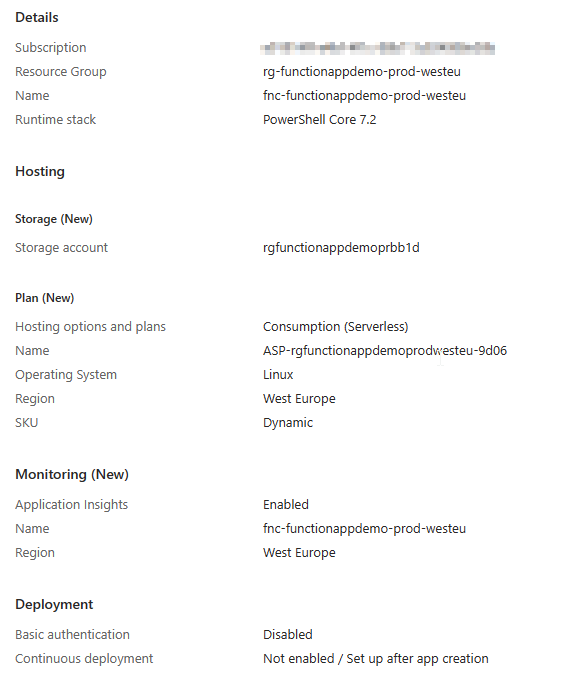 Details
Subscription
Resource Group rg-functionappdemo-prod-westeu
Name fnc-functionappdemo-prod-westeu
Runtime stack PowerShell Core 7.2
Hosting
Storage (New)
Storage account rgfunctionappdemoprbb1d
Plan (New)
Hosting options and plans Consumption (Serverless)
Name ASP-rgfunctionappdemoprodwesteu-9d06
Operating System Linux
Region West Europe
SKU Dynamic
Monitoring (New)
Application Insights Enabled
Name fnc-functionappdemo-prod-westeu
Region West Europe
Deployment
Basic authentication Disabled
Continuous deployment Not enabled / Set up after app creation